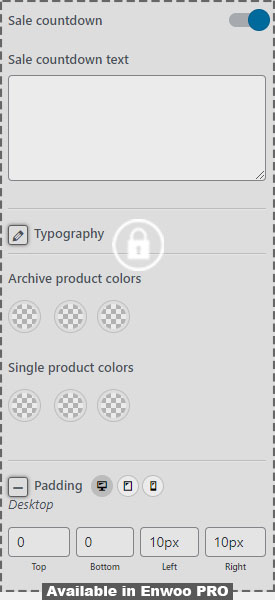 Sale countdown
Sale countdown text
Typography
Archive product colors
Single product colors
Padding
Desktop
0 0 10px 10px
Top Bottom Left Right
Available in Enwoo PRO